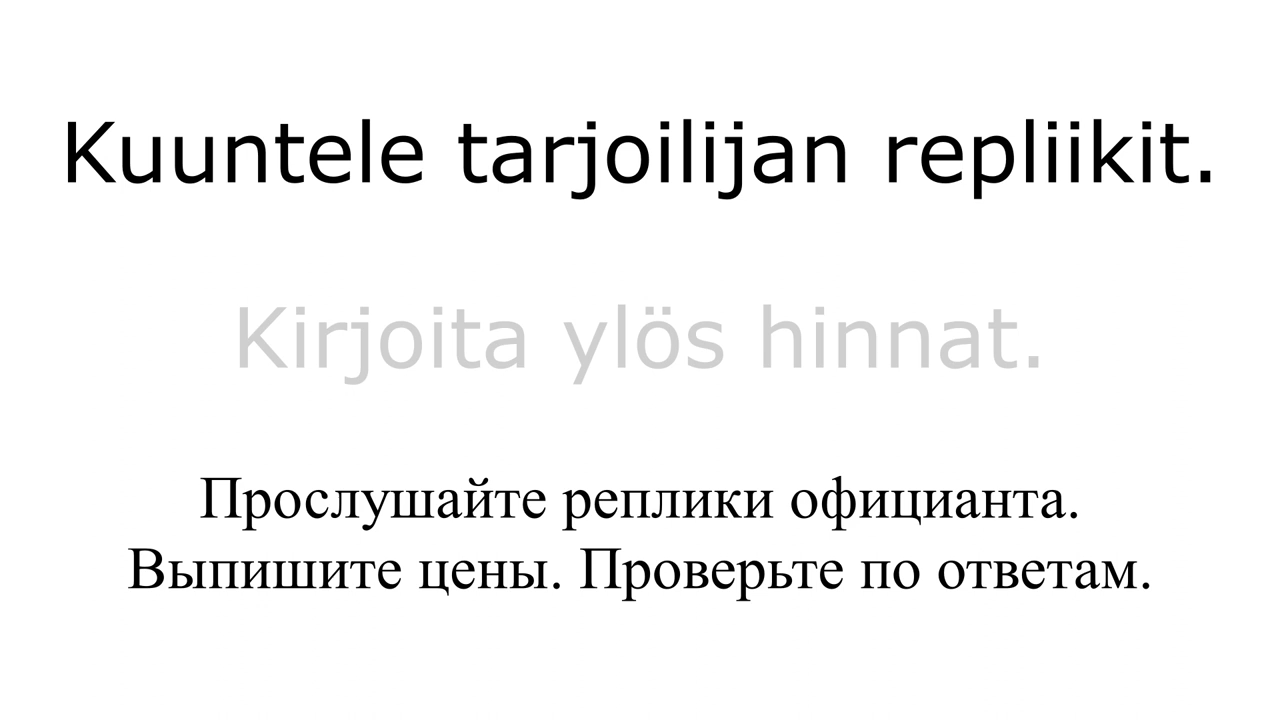 Kuuntele tarjoilijan repliikit.
Kirjoita ylös hinnat.
Прослушайте реплики официанта.
Выпишите цены. Проверьте по ответам.